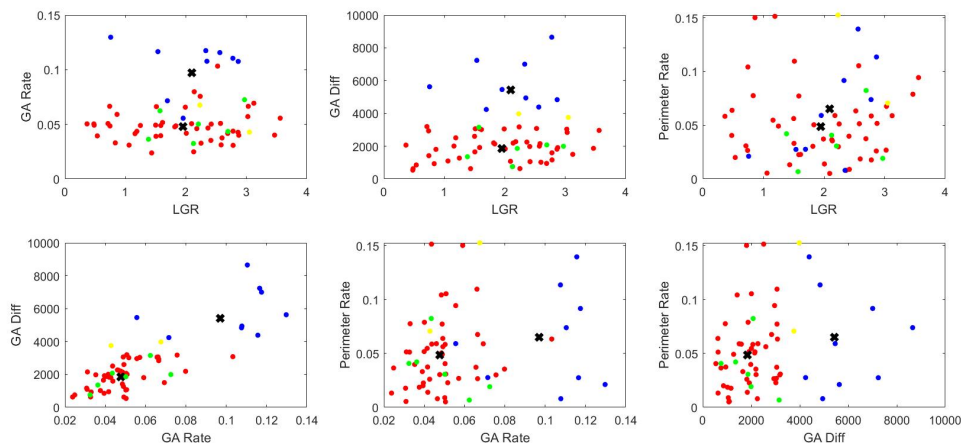 GA Rate
0.15
0.1
0.05
0
0 1 2 3 4
LGR
GA Diff
10000
8000
6000
4000
2000
0
0 1 2 3 4
LGR
Perimeter Rate
0.15
0.1
0.05
0
0 1 2 3 4
LGR
GA Diff
10000
8000
6000
4000
2000
0
0.02 0.04 0.06 0.08 0.1 0.12 0.14
GA Rate
Perimeter Rate
0.15
0.1
0.05
0
0.02 0.04 0.06 0.08 0.1 0.12 0.14
GA Rate
Perimeter Rate
0.15
0.1
0.05
0
0 2000 4000 6000 8000 10000
GA Diff